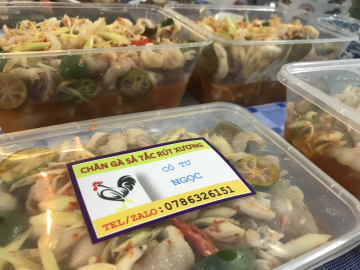 CHÂN GÀ SẢ TẮC RÚT XƯƠNG
CÔ TƯ
NGỌC
TEL/ZALO: 0786326151